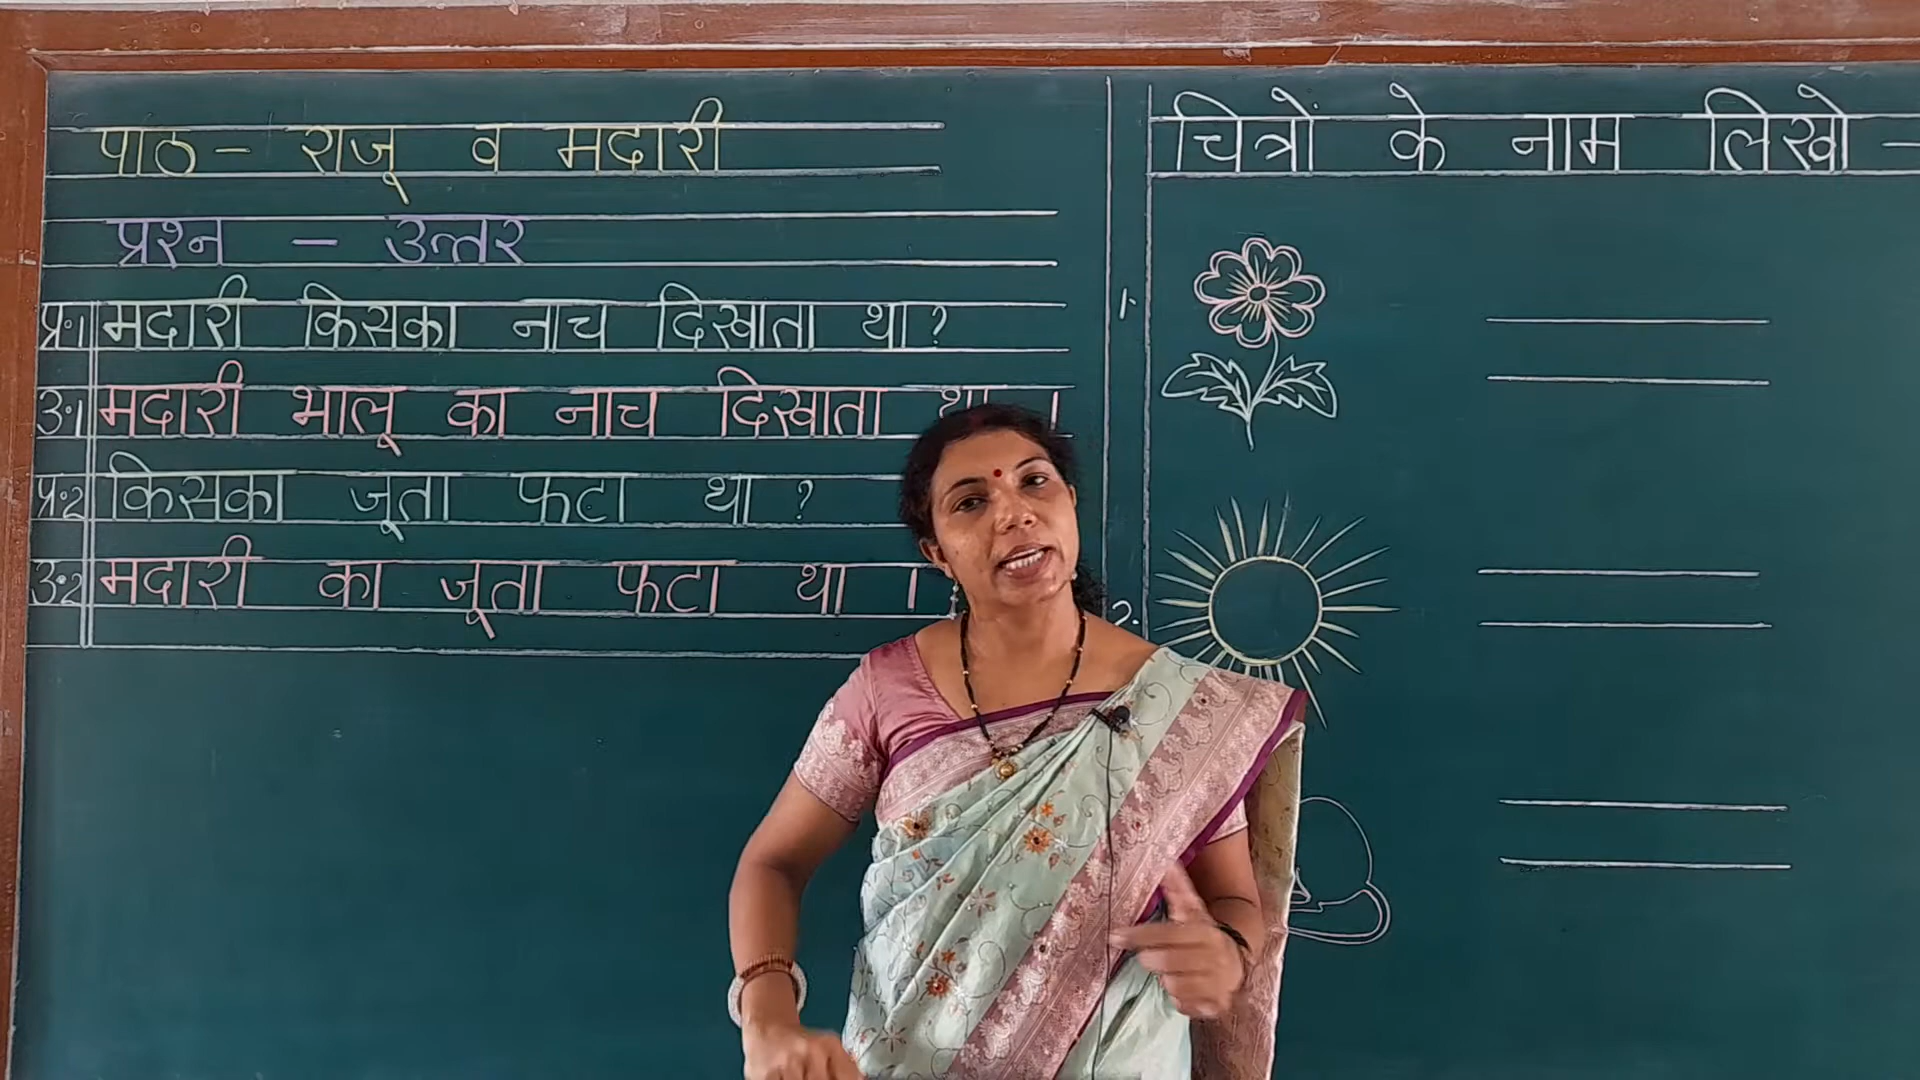 पाठ – राजू व मदारी
प्रश्न – उत्तर
प्र॰1 मदारी किसका नाच दिखाता था?
उ॰1 मदारी भालू का नाच दिखाता था ।
प्र॰2 किसका जूता फटा था ?
उ॰2 मदारी का जूता फटा था ।
चित्रों के नाम लिखो –
1.
2.